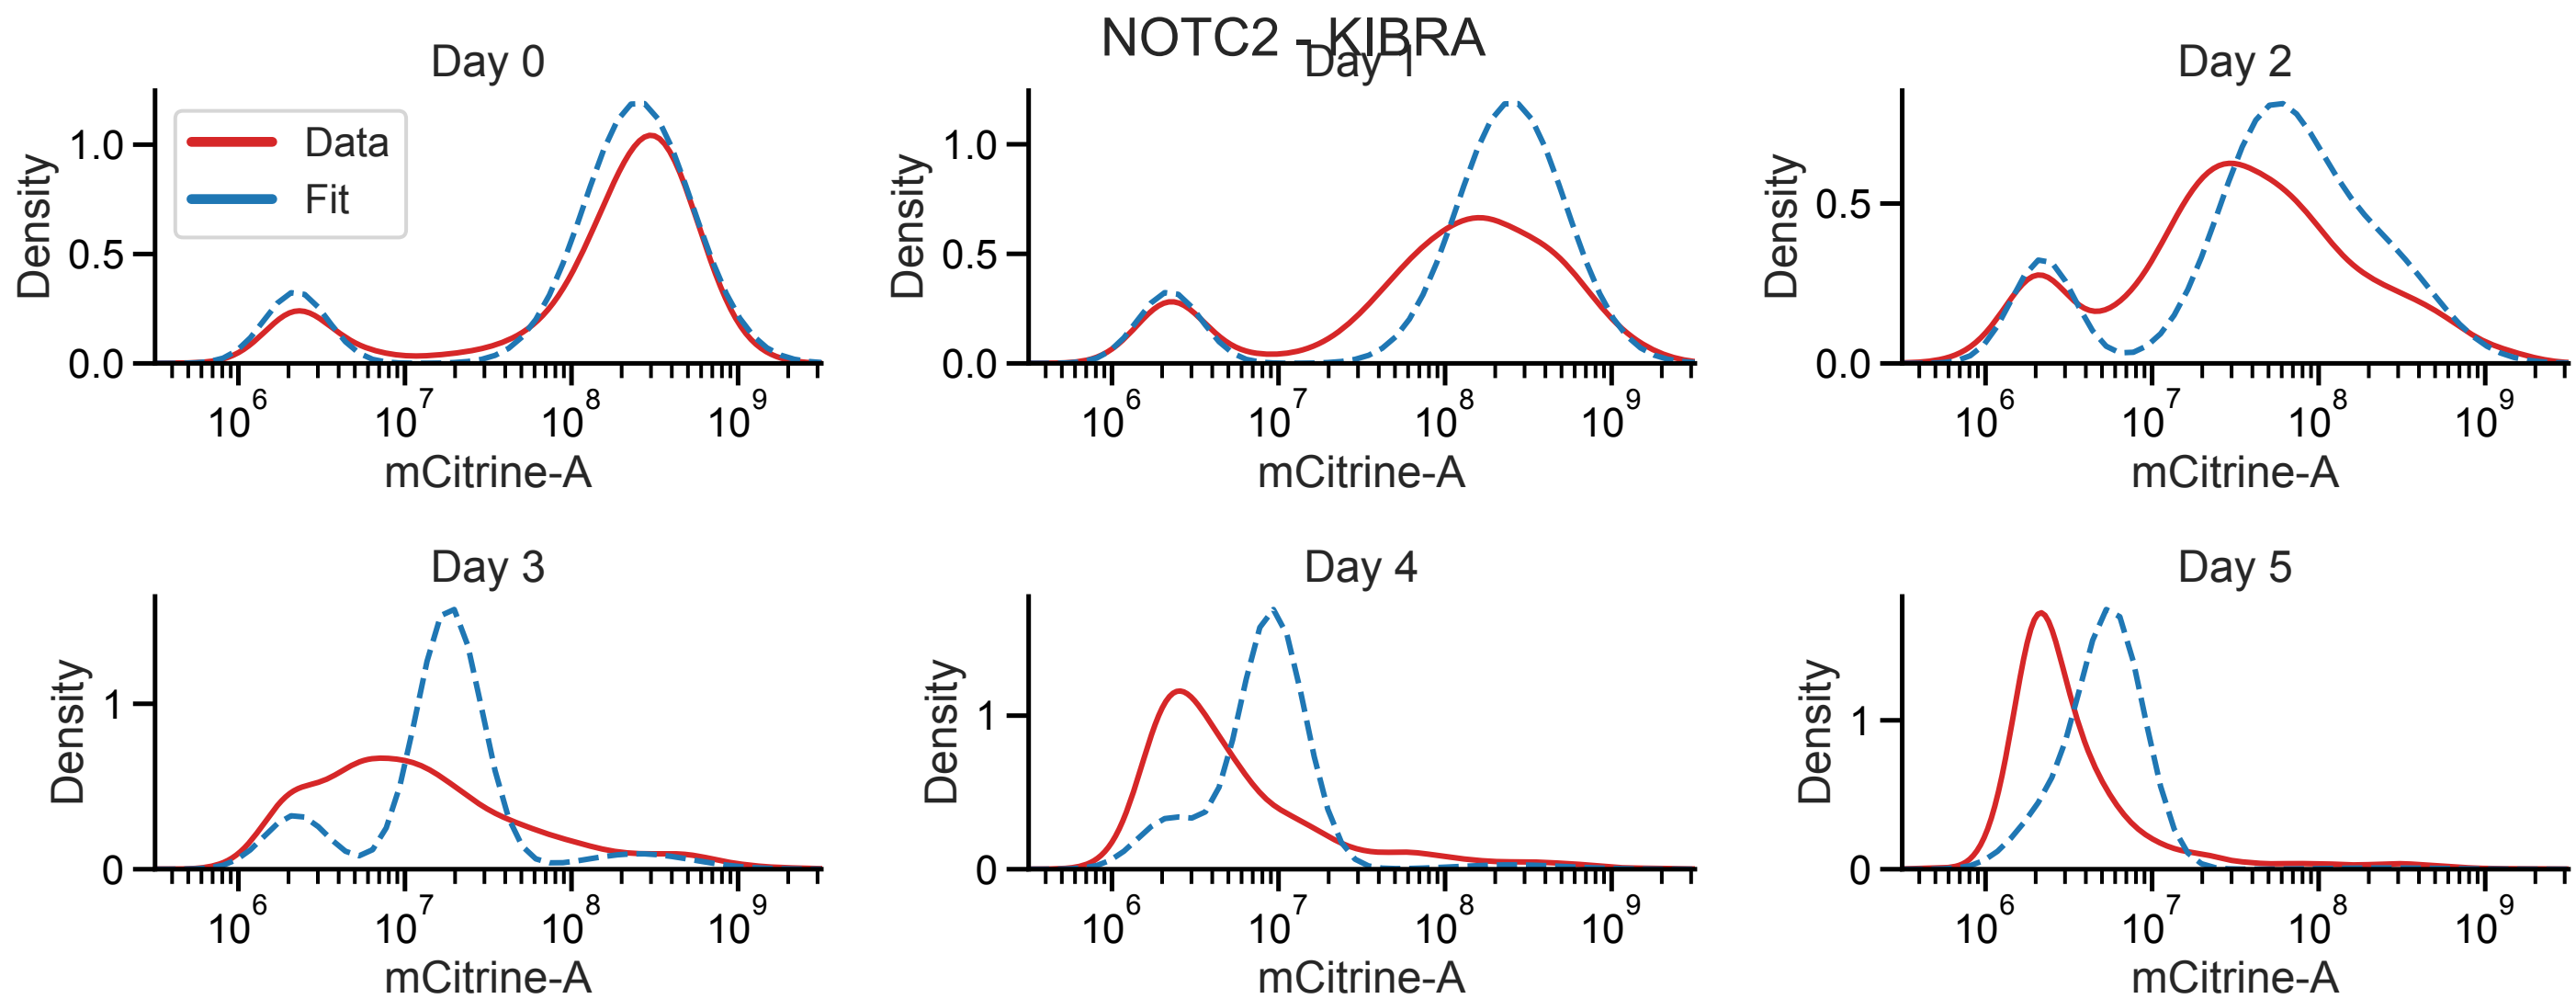 NOTC2 - KIBRA
Day 0
Day 1
Day 2
Density
1.0
0.5
0.0
Data
Fit
10^6 10^7 10^8 10^9
mCitrine-A
Density
1.0
0.5
0.0
10^6 10^7 10^8 10^9
mCitrine-A
Density
0.5
0.0
10^6 10^7 10^8 10^9
mCitrine-A
Day 3
Day 4
Day 5
Density
1
0
10^6 10^7 10^8 10^9
mCitrine-A
Density
1
0
10^6 10^7 10^8 10^9
mCitrine-A
Density
1
0
10^6 10^7 10^8 10^9
mCitrine-A